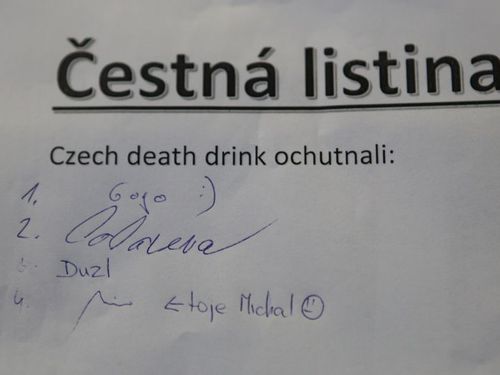 Čestná listina
Czech death drink ochutnali:
1. Gogo :)
2.
3. Duzl
4. ← toje Michal